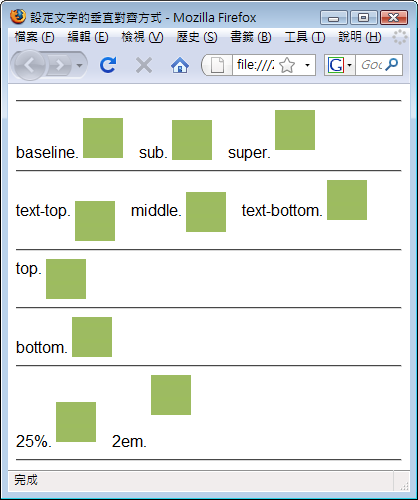 設定文字的垂直對齊方式 - Mozilla Firefox
檔案 (F) 編輯 (E) 檢視 (V) 歷史 (S) 書籤 (B) 工具 (T) 說明 (H)
file:///2 G Goo
baseline. sub. super.
text-top. middle. text-bottom.
top.
bottom.
25%. 2em.
完成